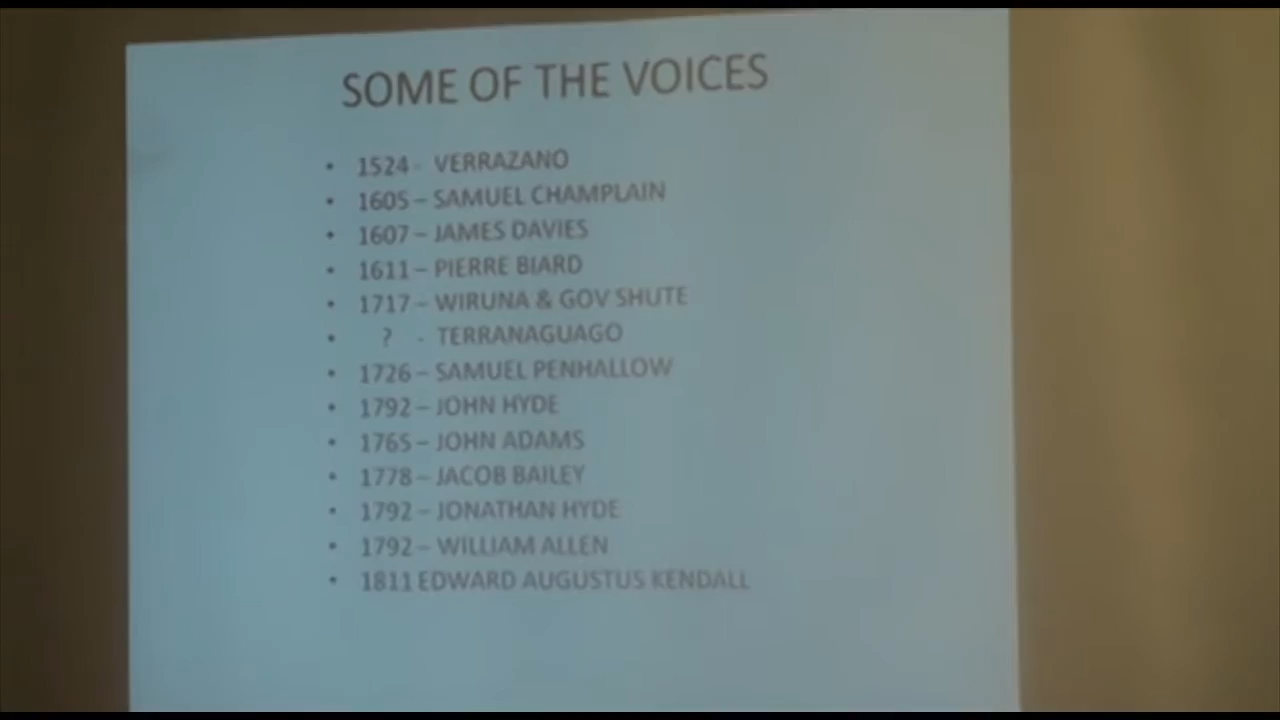 SOME OF THE VOICES
• 1524 - VERRAZANO
• 1605 – SAMUEL CHAMPLAIN
• 1607 – JAMES DAVIES
• 1611 – PIERRE BIARD
• 1717 – WIRUNA & GOV SHUTE
• ? - TERRANAGUAGO
• 1726 – SAMUEL PENHALLOW
• 1792 – JOHN HYDE
• 1765 – JOHN ADAMS
• 1778 – JACOB BAILEY
• 1792 – JONATHAN HYDE
• 1792 – WILLIAM ALLEN
• 1811 EDWARD AUGUSTUS KENDALL